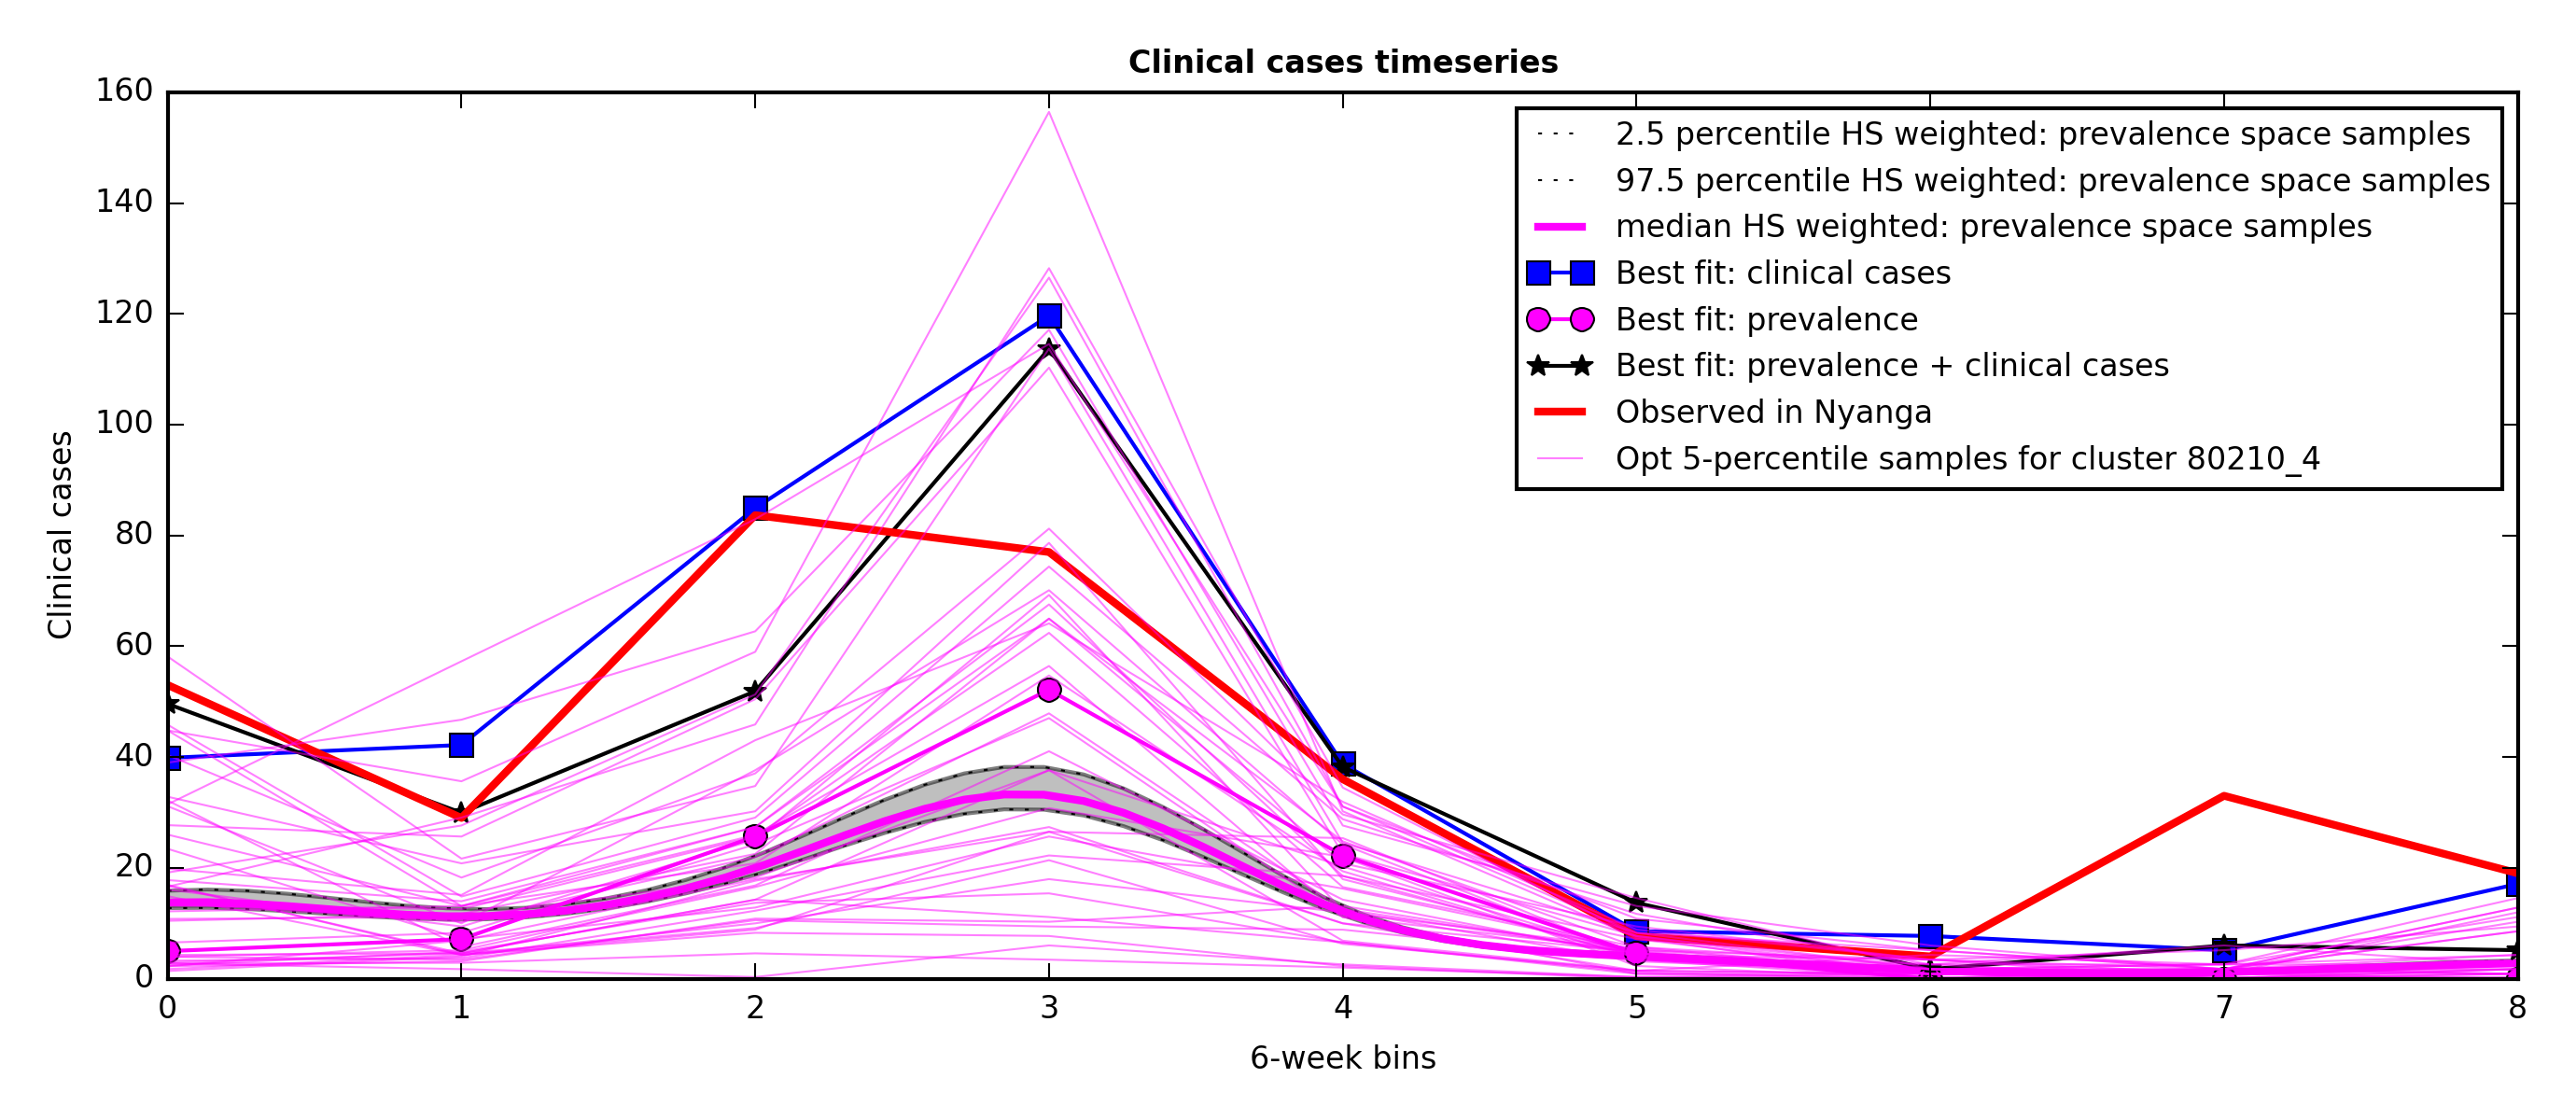 Clinical cases timeseries
160
140
120
100
80
60
40
20
0
Clinical cases
2.5 percentile HS weighted: prevalence space samples
97.5 percentile HS weighted: prevalence space samples
median HS weighted: prevalence space samples
Best fit: clinical cases
Best fit: prevalence
Best fit: prevalence + clinical cases
Observed in Nyanga
Opt 5-percentile samples for cluster 80210_4
0 1 2 3 4 5 6 7 8
6-week bins